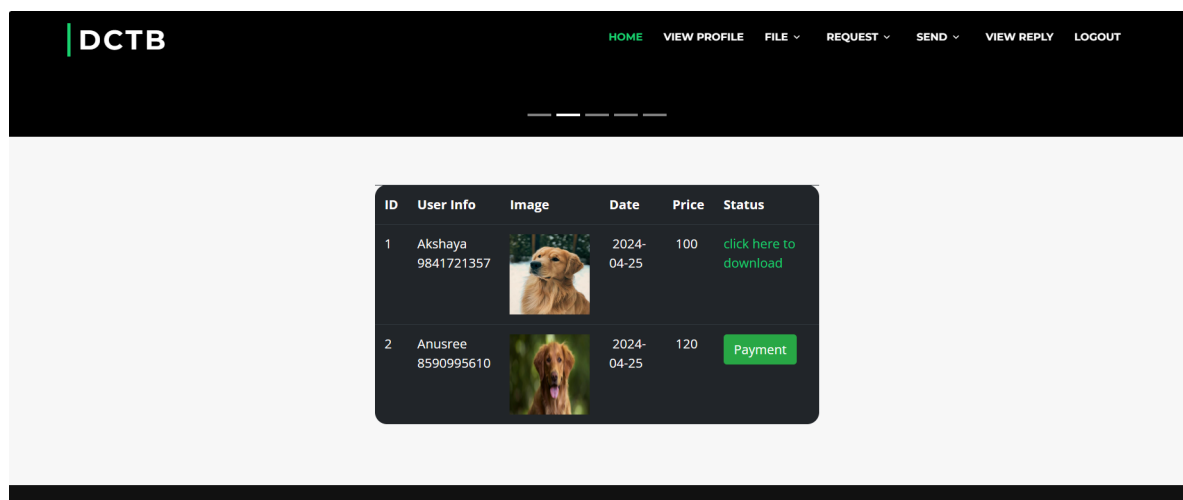 DCTB
HOME VIEW PROFILE FILE REQUEST SEND VIEW REPLY LOGOUT
ID User Info Image Date Price Status
1 Akshaya 2024- 100 click here to
9841721357 04-25 download
2 Anusree 2024- 120 Payment
8590995610 04-25